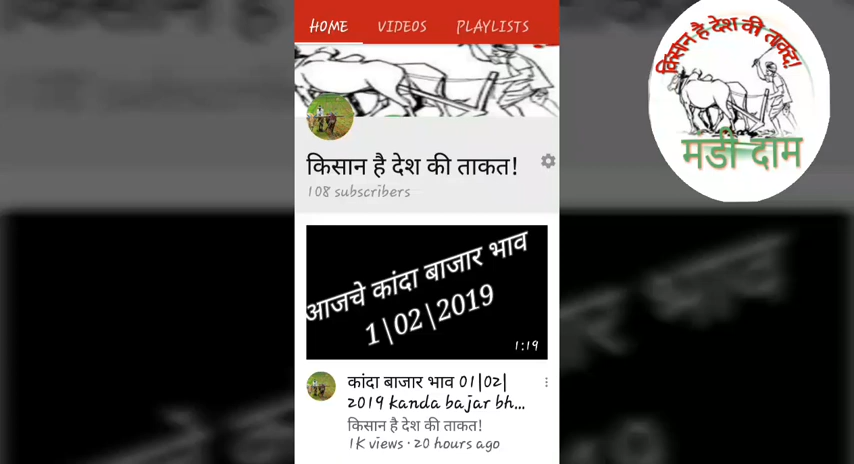 HOME VIDEOS PLAYLISTS
किसान है देश की ताकद!
मंडी दाम
किसान है देश की ताकत!
108 subscribers
आजचे कांदा बाजार भाव
1|02|2019
1:19
कांदा बाजार भाव 01|02|
2019 kanda bajar bh...
किसान है देश की ताकत!
1K views · 20 hours ago